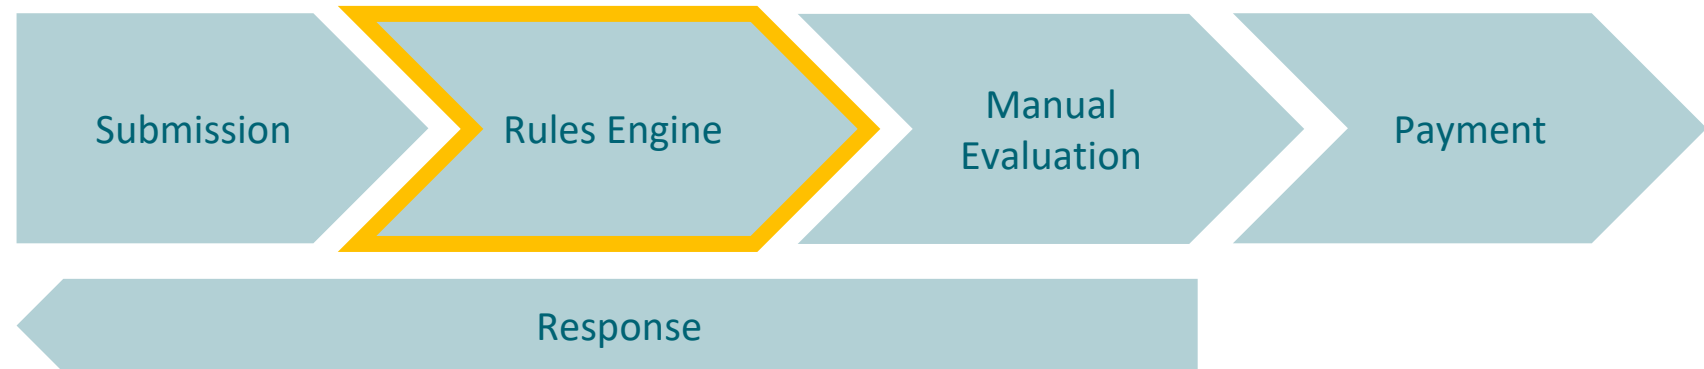 Submission
Rules Engine
Manual
Evaluation
Payment
Response